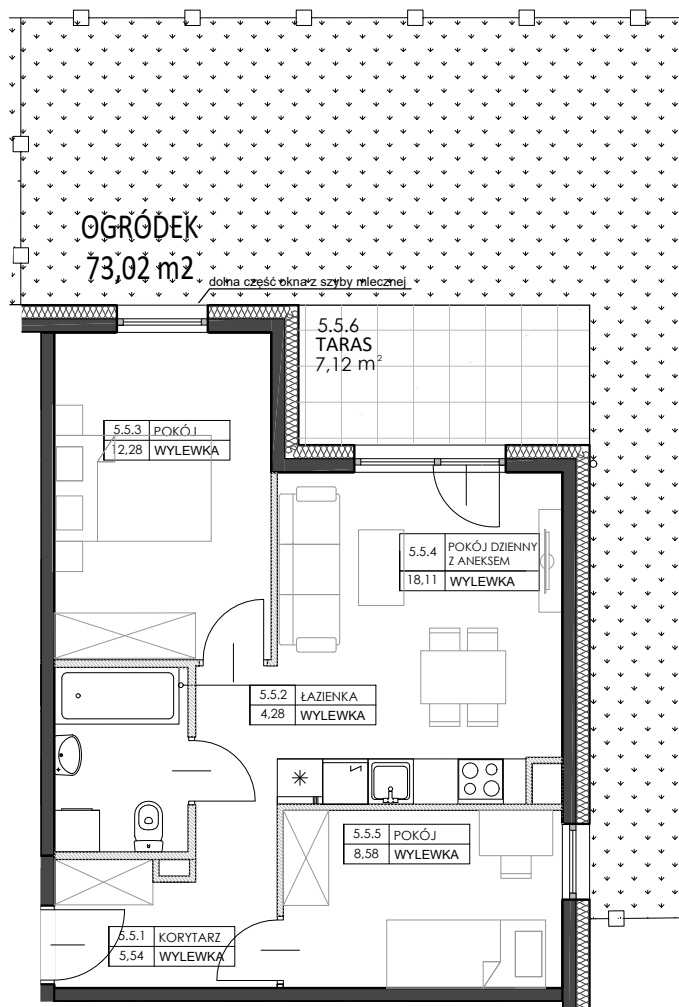 OGRÓDEK
73,02 m2
dolna część okna z szyby mlecznej
5.5.6
TARAS
7,12 m²
5.5.3 POKÓJ
12,28 WYLEWKA
5.5.4 POKÓJ DZIENNY
Z ANEKSEM
18,11 WYLEWKA
5.5.2 ŁAZIENKA
4,28 WYLEWKA
5.5.5 POKÓJ
8,58 WYLEWKA
5.5.1 KORYTARZ
5,54 WYLEWKA